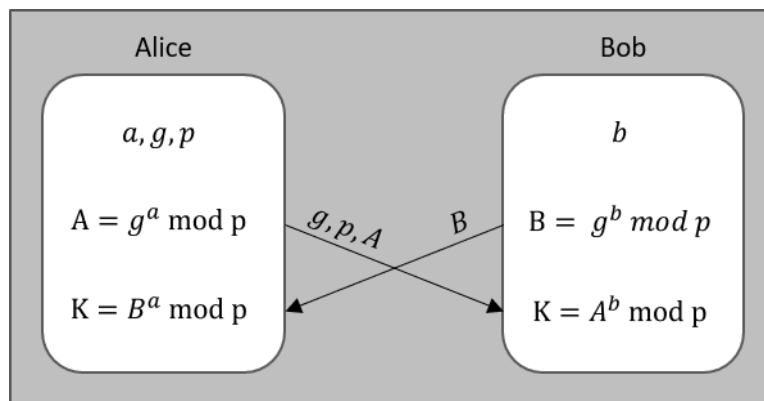 Alice
Bob
a, g, p
A = g^a mod p
K = B^a mod p
g, p, A
B
b
B = g^b mod p
K = A^b mod p